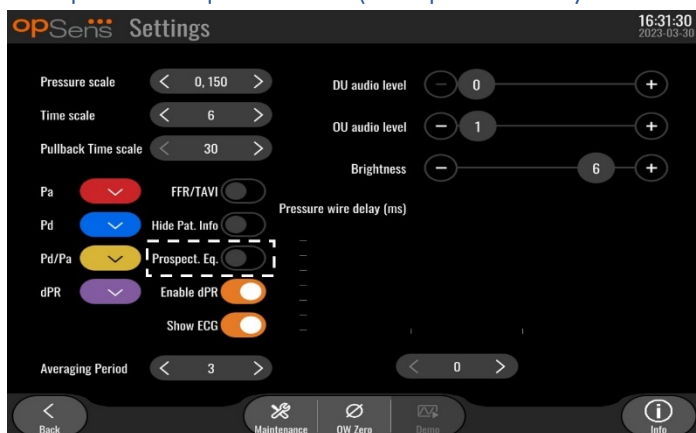 opSens Settings
16:31:30
2023-03-30
Pressure scale 0, 150
Time scale 6
Pullback Time scale 30
DU audio level 0
OU audio level 1
Brightness 6
Pa FFR/TAVI
Pd Hide Pat. Info
Pd/Pa Prospect. Eq.
dPR Enable dPR
Show ECG
Pressure wire delay (ms)
Averaging Period 3
0
Back Maintenance OW Zero Demo Info